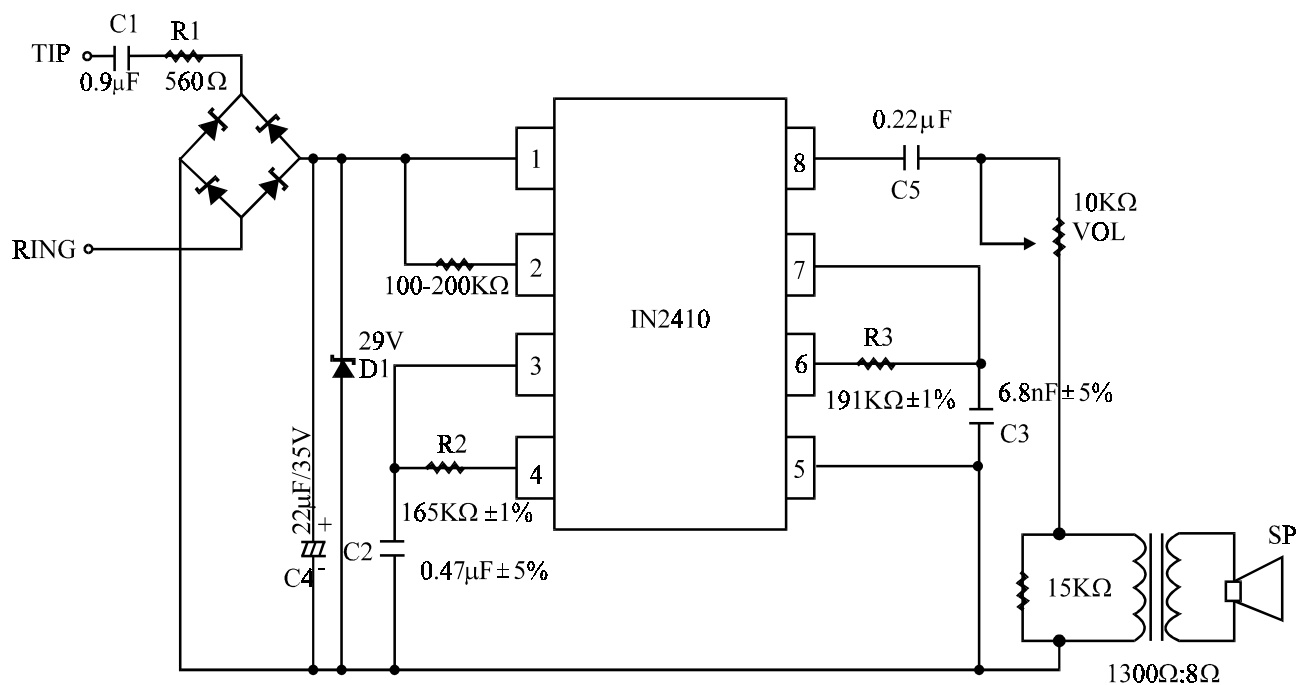 C1
R1
TIP
0.9μF
560Ω
RING
1
2
3
4
8
7
6
5
IN2410
100-200KΩ
29V
D1
R2
165KΩ±1%
22μF/35V
+
-
C4
C2
0.47μF±5%
0.22μF
C5
10KΩ
VOL
R3
191KΩ±1%
6.8nF±5%
C3
15KΩ
SP
1300Ω:8Ω